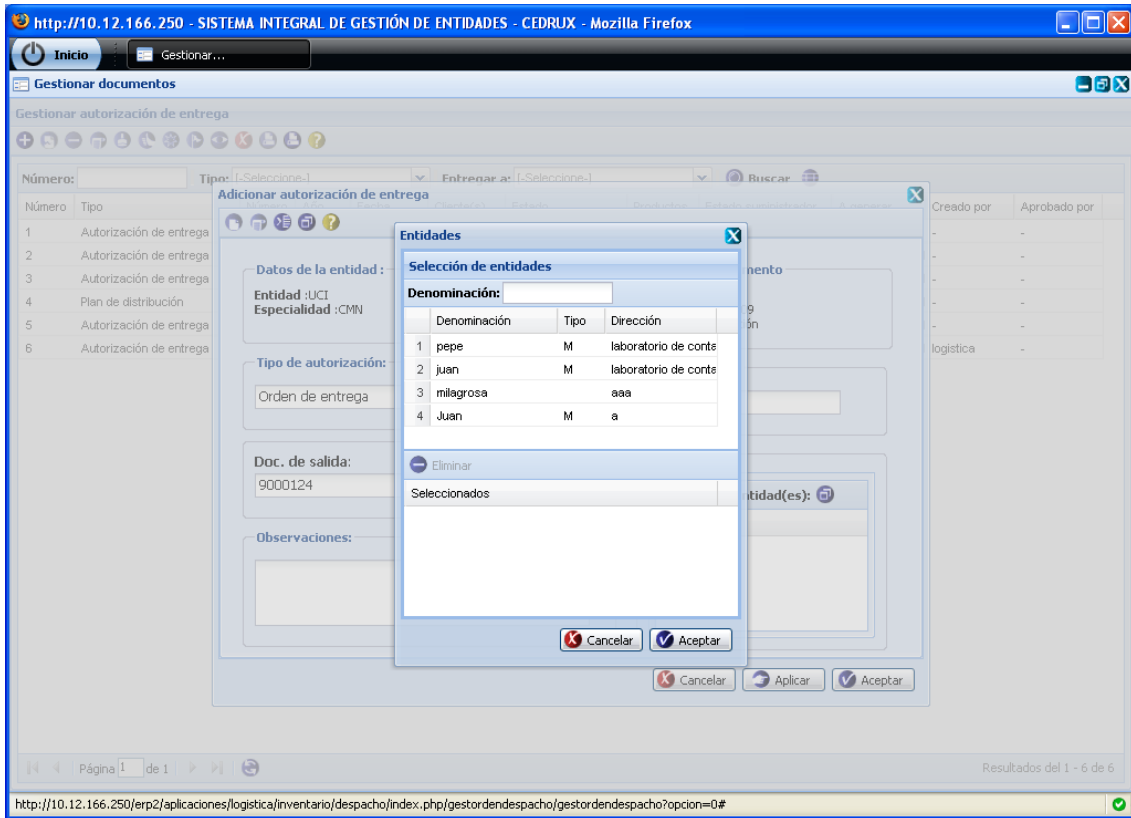 http://10.12.166.250 - SISTEMA INTEGRAL DE GESTIÓN DE ENTIDADES - CEDRUX - Mozilla Firefox
Inicio Gestionar...
Gestionar documentos
Gestionar autorización de entrega
Número: Tipo: [-Seleccione-] Entregar a: [-Seleccione-] Buscar
Número Tipo Creado por Aprobado por
1 Autorización de entrega - -
2 Autorización de entrega - -
3 Autorización de entrega - -
4 Plan de distribución - -
5 Autorización de entrega - -
6 Autorización de entrega logistica -
Adicionar autorización de entrega
Datos de la entidad :
Entidad :UCI
Especialidad :CMN
mento
9
ón
Tipo de autorización:
Orden de entrega
Doc. de salida:
9000124
ntidad(es):
Observaciones:
Entidades
Selección de entidades
Denominación:
Denominación Tipo Dirección
1 pepe M laboratorio de conta
2 juan M laboratorio de conta
3 milagrosa aaa
4 Juan M a
Eliminar
Seleccionados
Cancelar Aceptar
Cancelar Aplicar Aceptar
Página 1 de 1 Resultados del 1 - 6 de 6
http://10.12.166.250/erp2/aplicaciones/logistica/inventario/despacho/index.php/gestordendespacho/gestordendespacho?opcion=0#